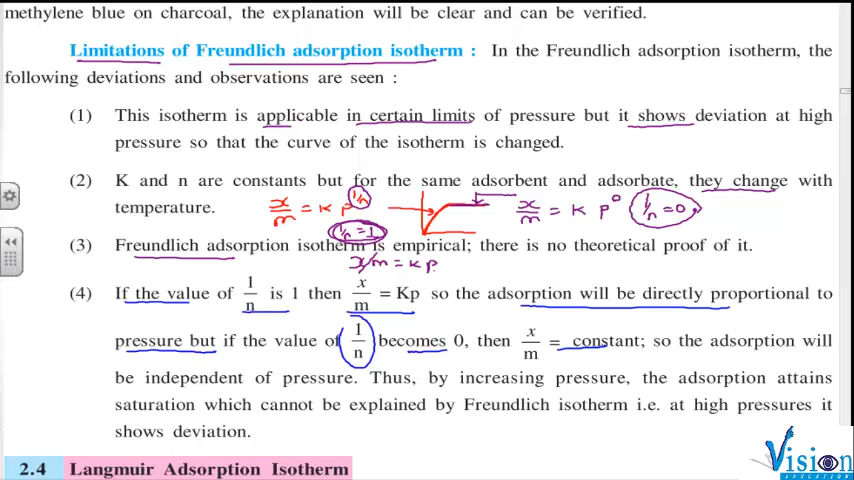 methylene blue on charcoal, the explanation will be clear and can be verified.
Limitations of Freundlich adsorption isotherm : In the Freundlich adsorption isotherm, the
following deviations and observations are seen :
(1) This isotherm is applicable in certain limits of pressure but it shows deviation at high
pressure so that the curve of the isotherm is changed.
(2) K and n are constants but for the same adsorbent and adsorbate, they change with
temperature.
x/m = K P^1/n
x/m = K P^0 1/n = 0
1/n = 1
(3) Freundlich adsorption isotherm is empirical; there is no theoretical proof of it.
x/m = KP
(4) If the value of 1/n is 1 then x/m = Kp so the adsorption will be directly proportional to
pressure but if the value of 1/n becomes 0, then x/m = constant; so the adsorption will
be independent of pressure. Thus, by increasing pressure, the adsorption attains
saturation which cannot be explained by Freundlich isotherm i.e. at high pressures it
shows deviation.
2.4 Langmuir Adsorption Isotherm
Vision
EDUCATION